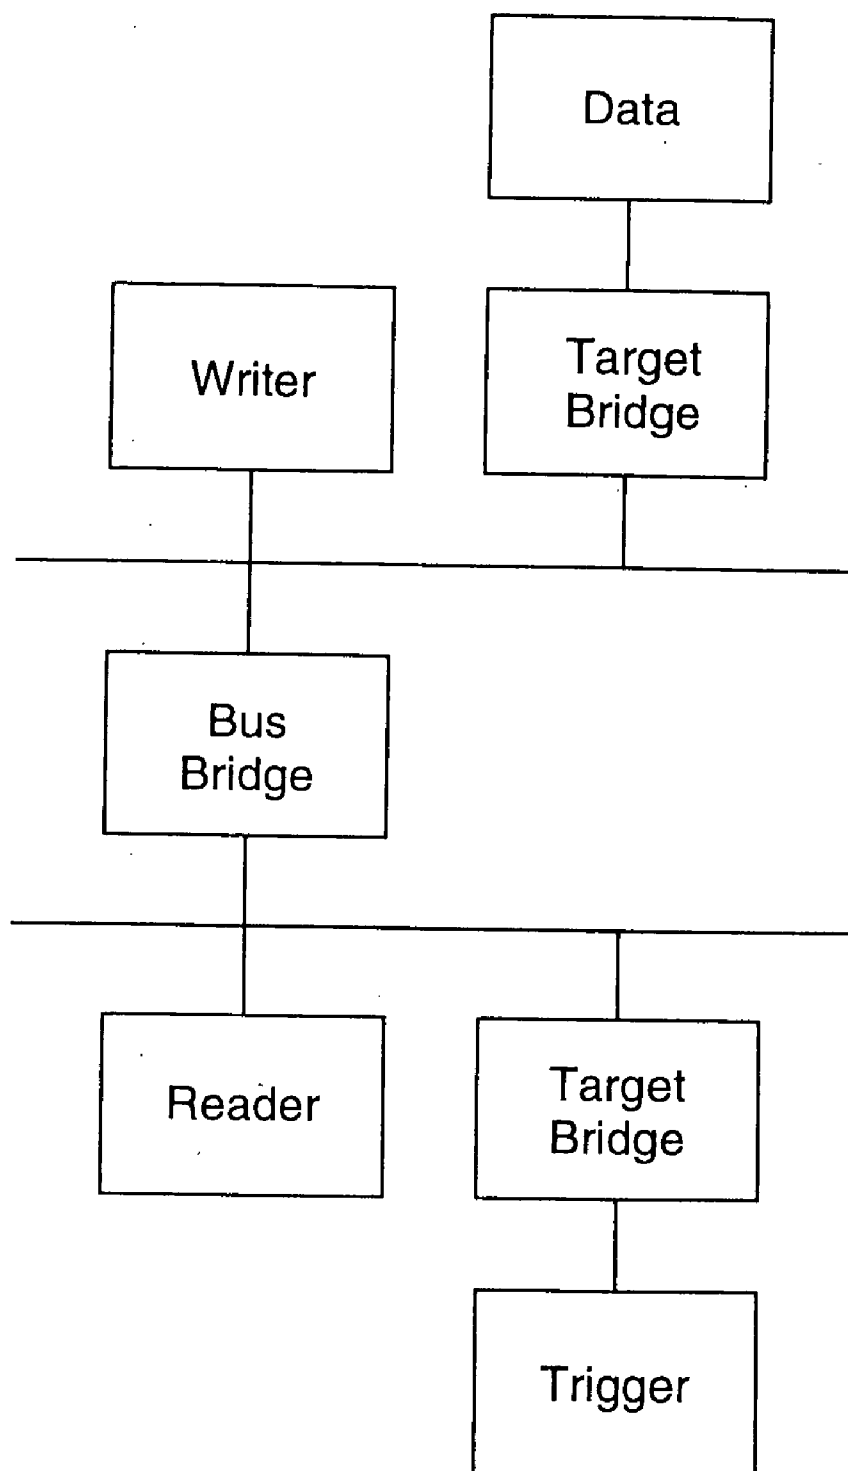 Data
Writer
Target
Bridge
Bus
Bridge
Reader
Target
Bridge
Trigger